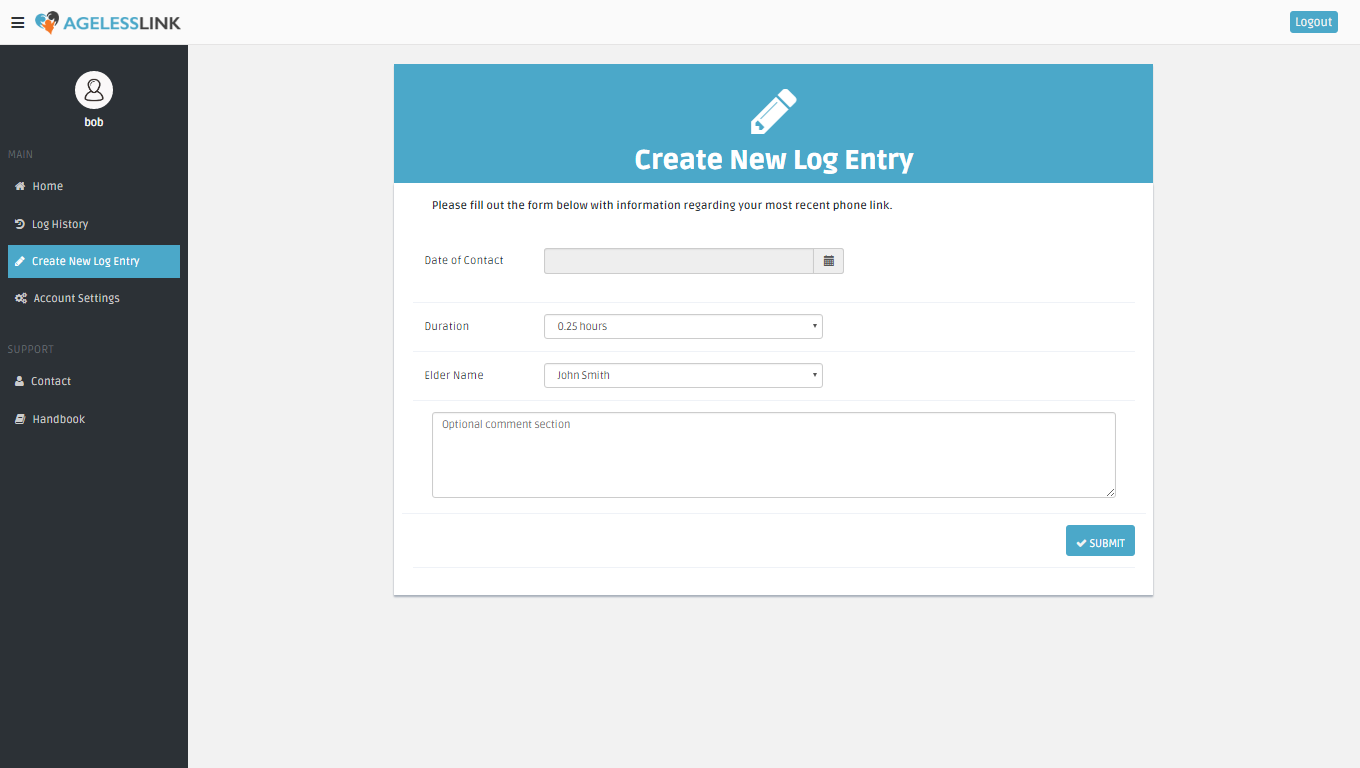 AGELESSLINK
Logout
bob
MAIN
Home
Log History
Create New Log Entry
Account Settings
SUPPORT
Contact
Handbook
Create New Log Entry
Please fill out the form below with information regarding your most recent phone link.
Date of Contact
Duration
0.25 hours
Elder Name
John Smith
Optional comment section
SUBMIT